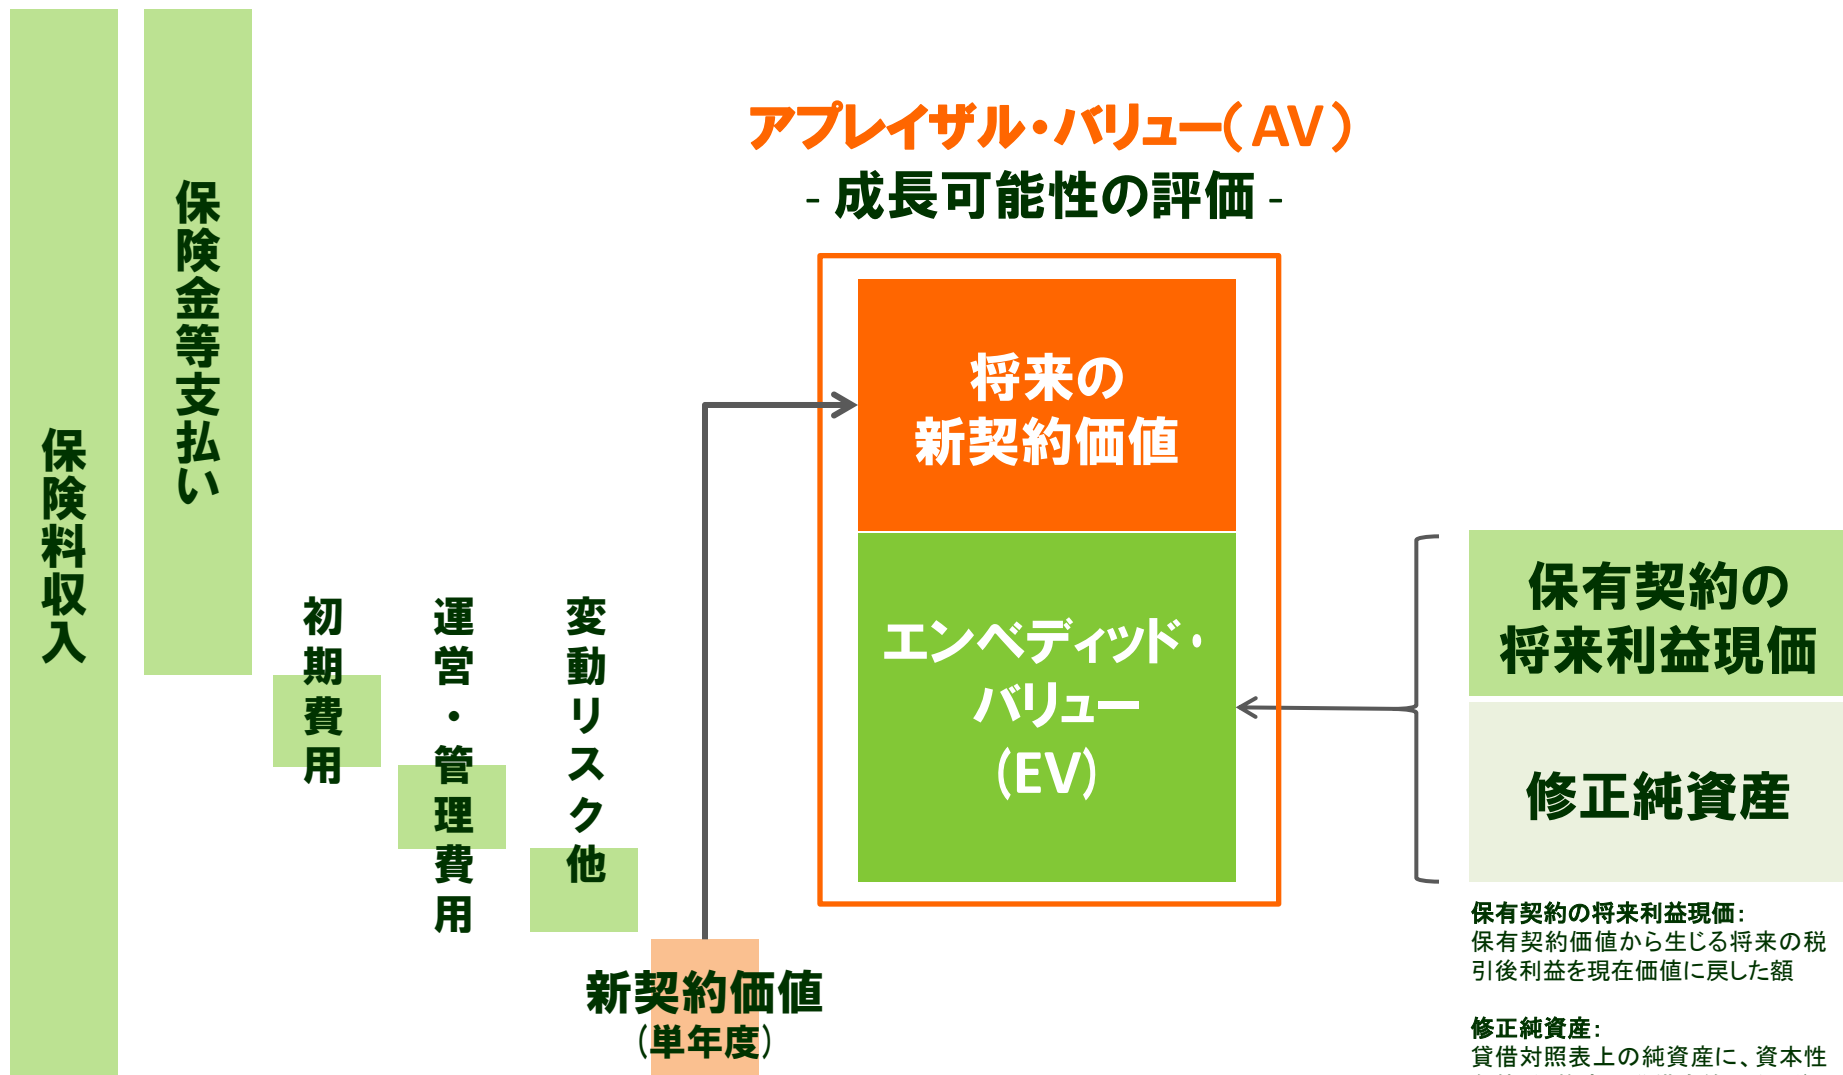 保険料収入
保険金等支払い
初期費用
運営・管理費用
変動リスク他
新契約価値
(単年度)
アプレイザル・バリュー(AV)
- 成長可能性の評価 -
将来の
新契約価値
エンベディッド・
バリュー
(EV)
保有契約の
将来利益現価
修正純資産
保有契約の将来利益現価：
保有契約価値から生じる将来の税
引後利益を現在価値に戻した額
修正純資産：
貸借対照表上の純資産に、資本性